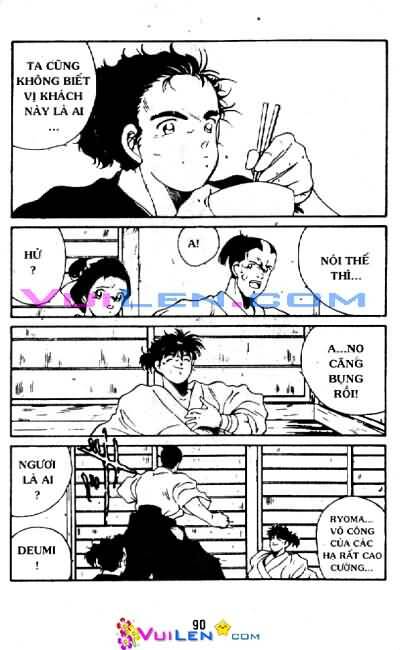 TA CŨNG
KHÔNG BIẾT
VỊ KHÁCH
NÀY LÀ AI
...
HỬ
?
A!
NÓI THẾ
THÌ...
VUILEN.COM
A...NO
CĂNG
BỤNG
RỒI!
NGƯƠI
LÀ AI
?
DEUMI
!
RYOMA...
VÕ CÔNG
CỦA CÁC
HẠ RẤT CAO
CƯỜNG...
90
VUILEN.COM